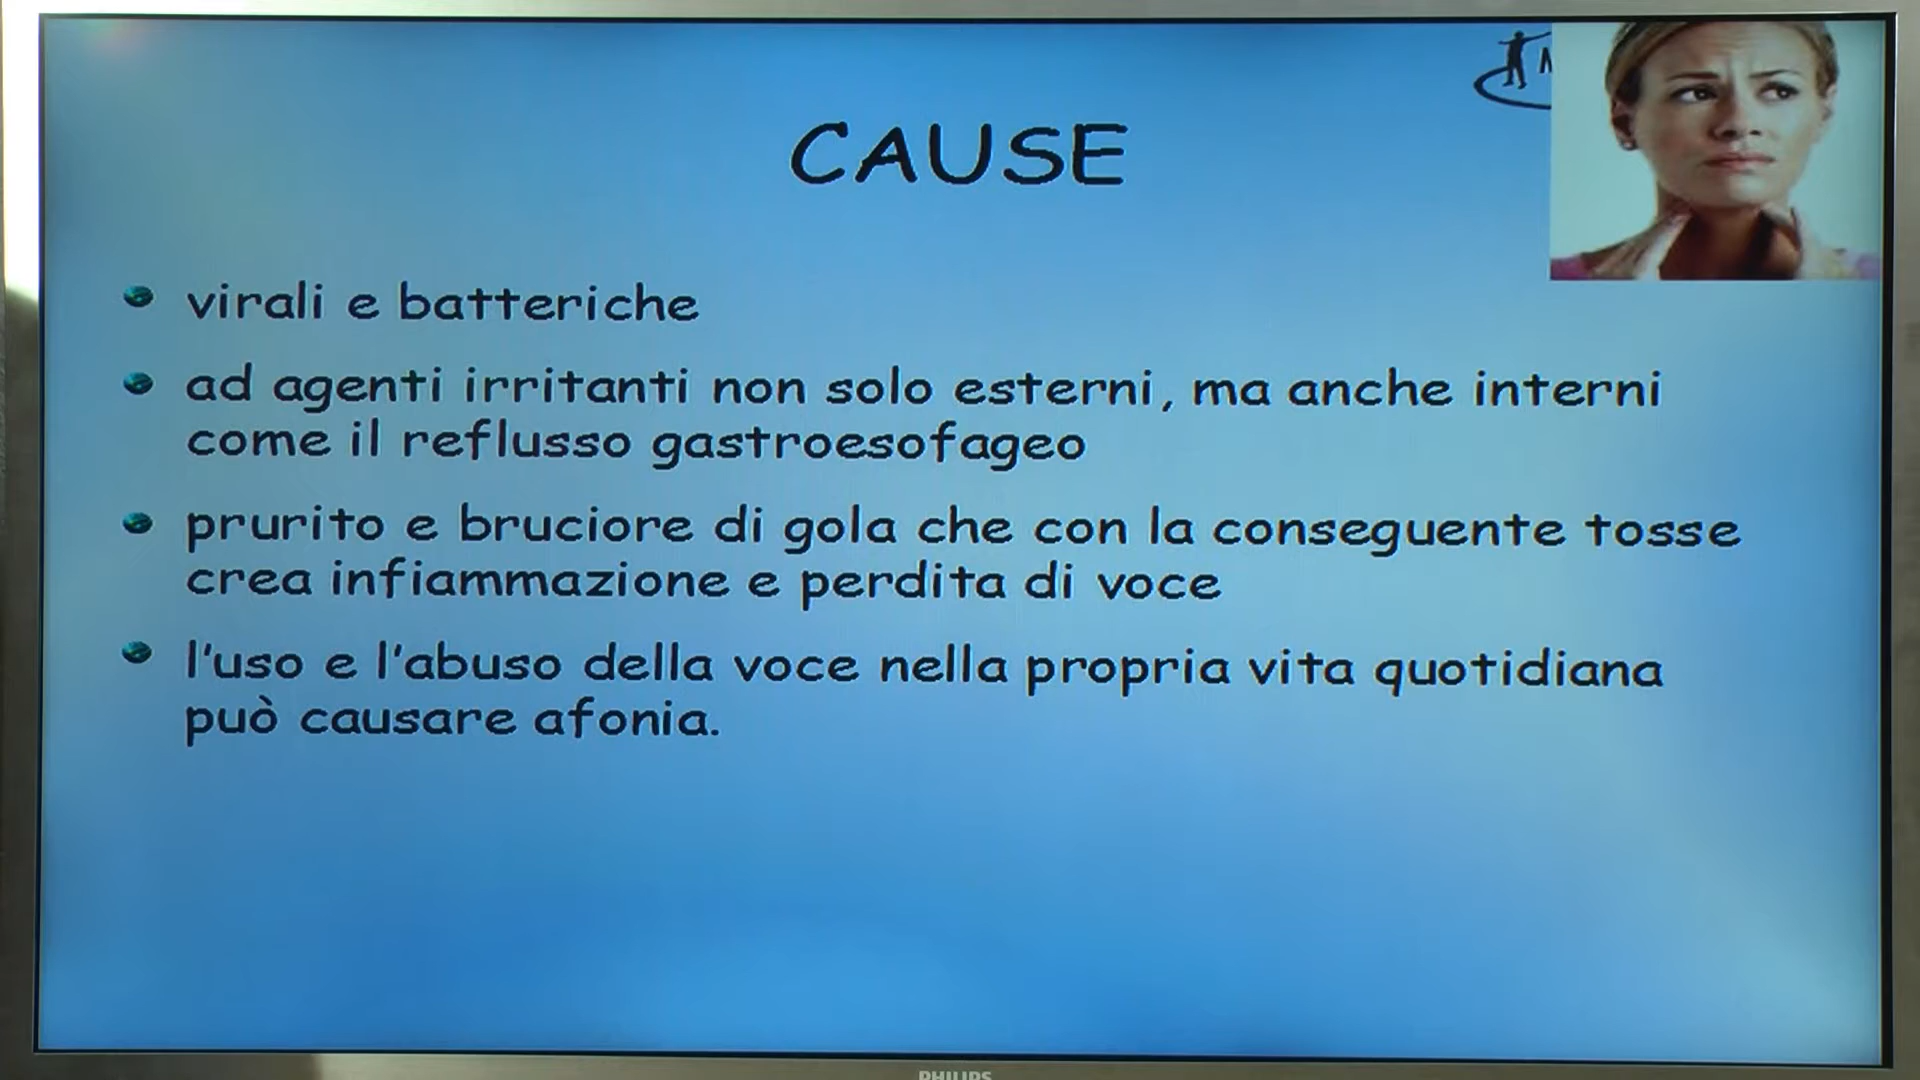 CAUSE
virali e batteriche
ad agenti irritanti non solo esterni, ma anche interni
come il reflusso gastroesofageo
prurito e bruciore di gola che con la conseguente tosse
crea infiammazione e perdita di voce
l'uso e l'abuso della voce nella propria vita quotidiana
può causare afonia.
PHILIPS